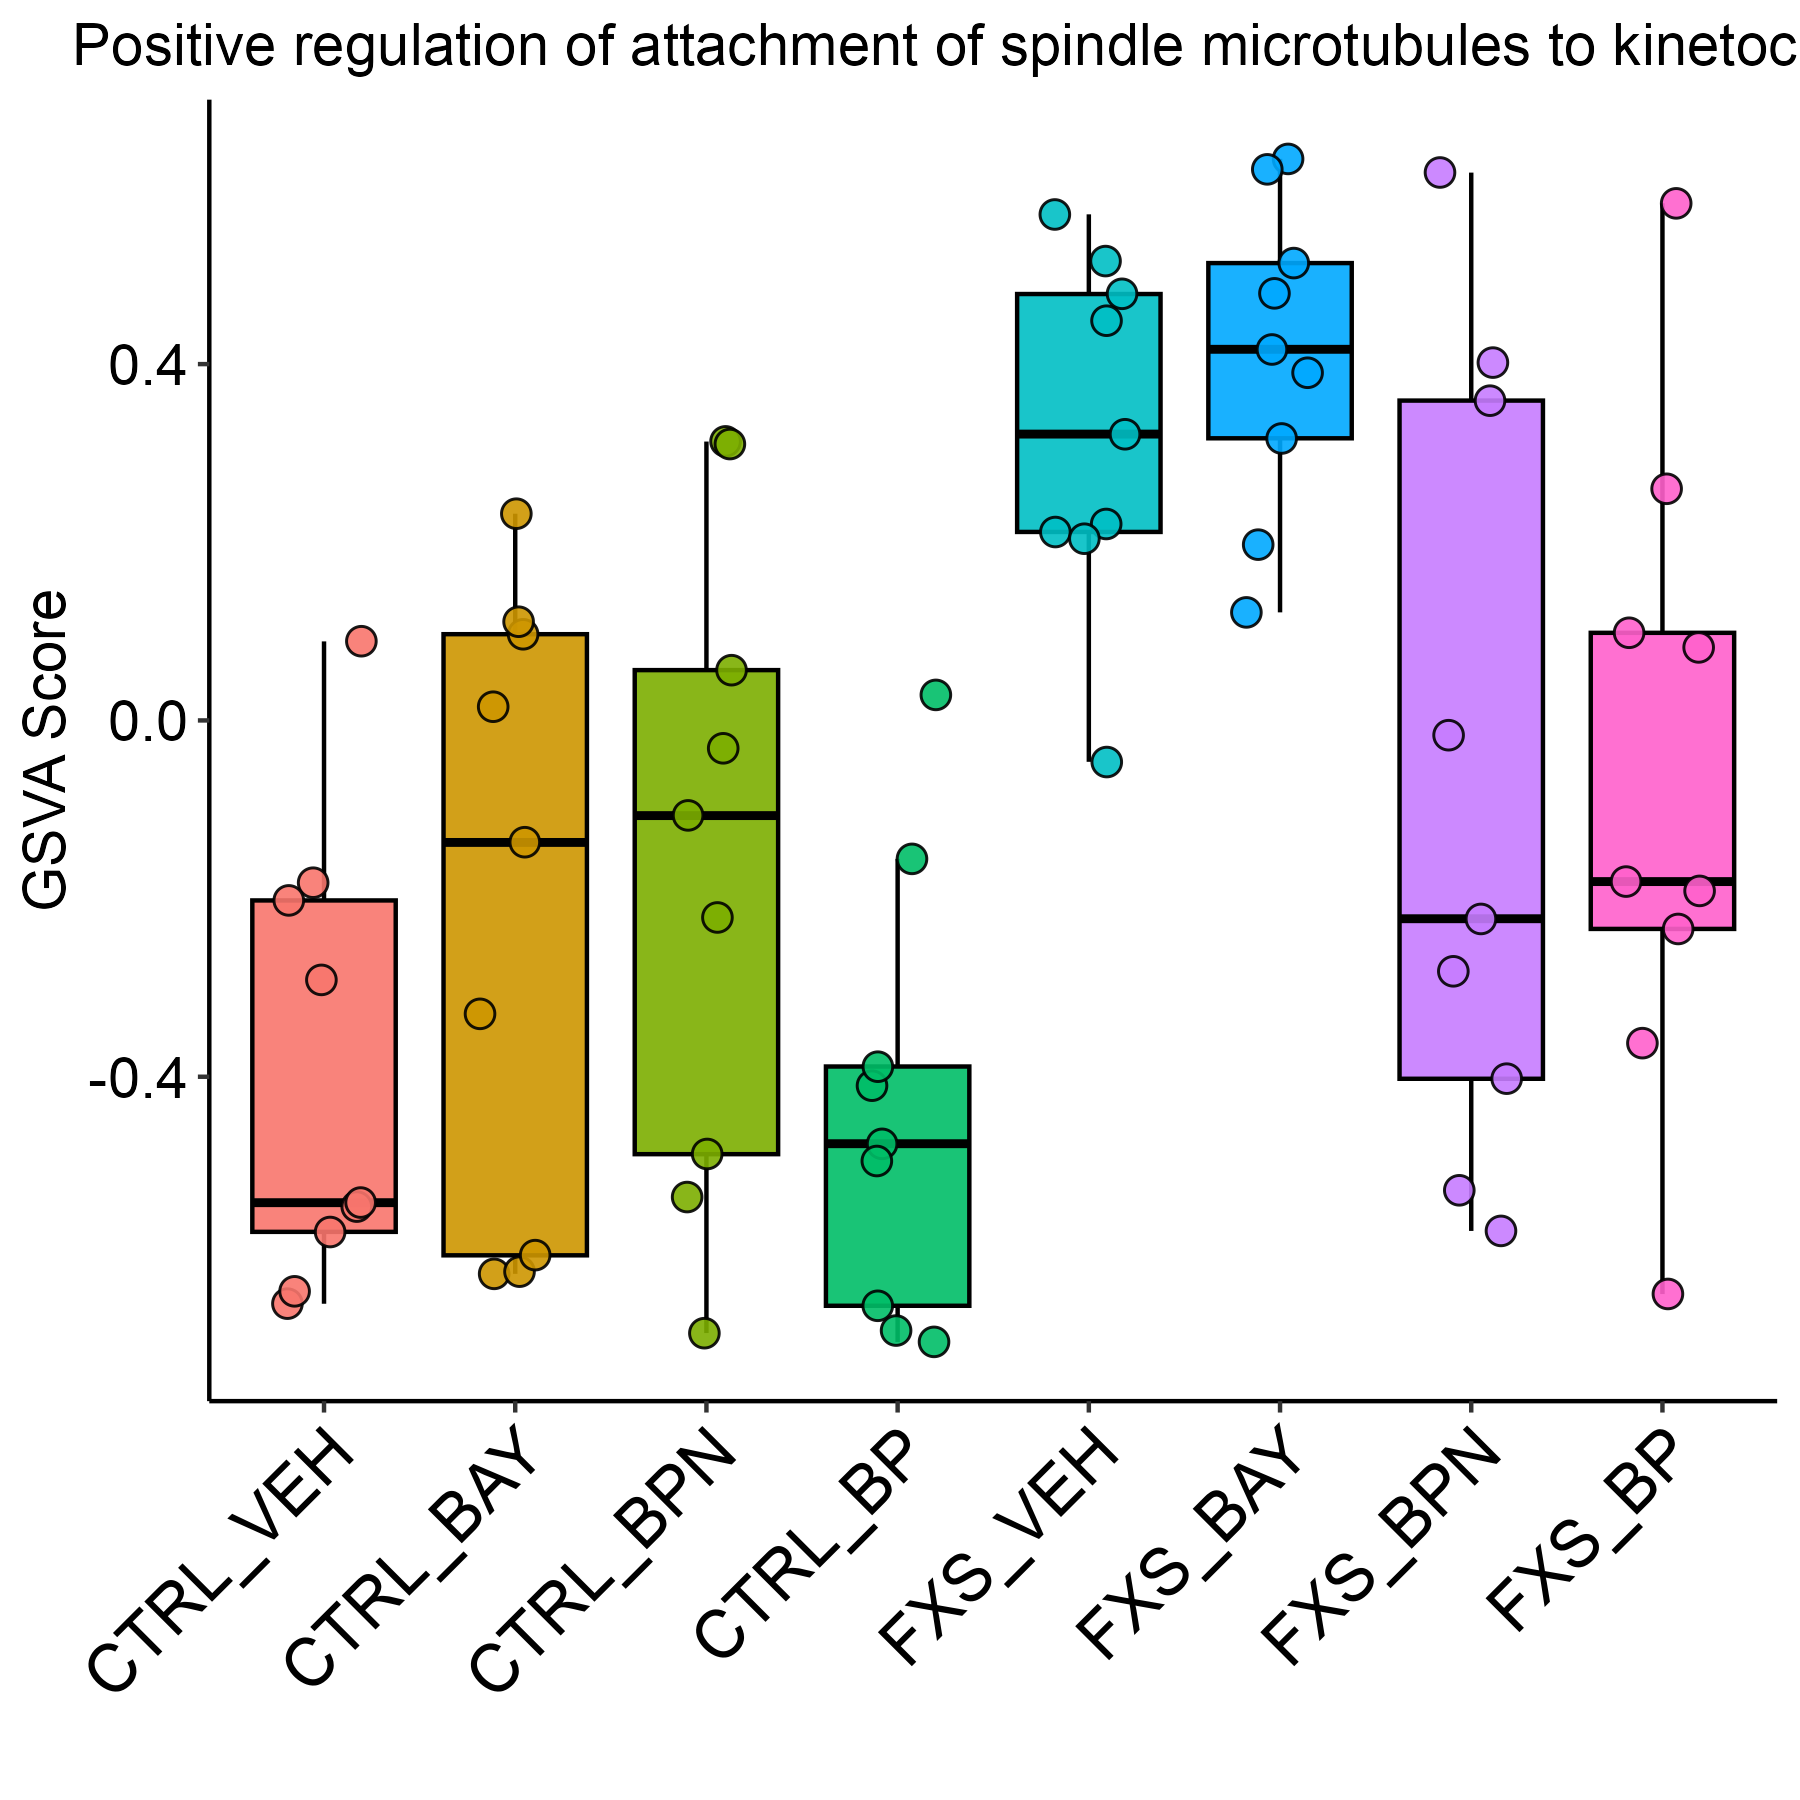 Positive regulation of attachment of spindle microtubules to kinetoc
GSVA Score
0.4
0.0
-0.4
CTRL_VEH
CTRL_BAY
CTRL_BPN
CTRL_BP
FXS_VEH
FXS_BAY
FXS_BPN
FXS_BP